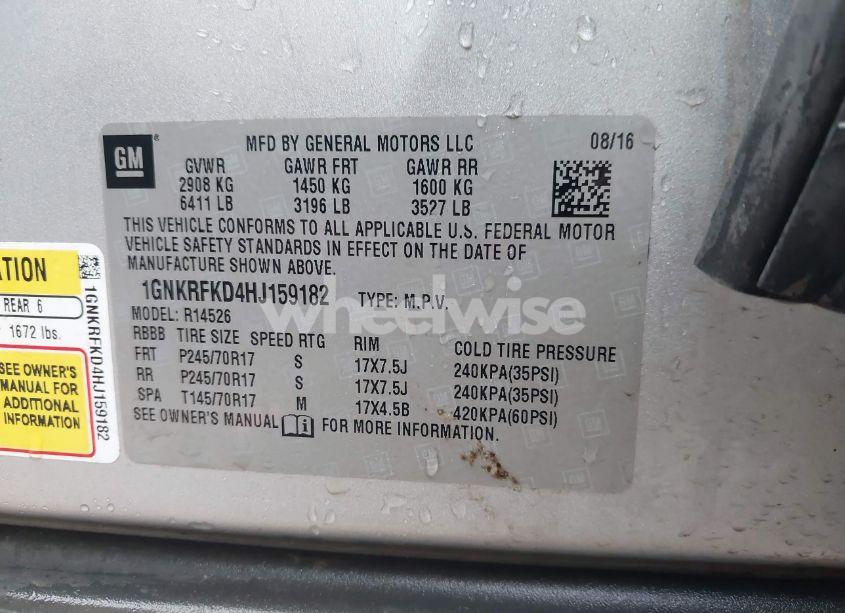 GM
®
MFD BY GENERAL MOTORS LLC 08/16
GVWR GAWR FRT GAWR RR
2908 KG 1450 KG 1600 KG
6411 LB 3196 LB 3527 LB
THIS VEHICLE CONFORMS TO ALL APPLICABLE U.S. FEDERAL MOTOR
VEHICLE SAFETY STANDARDS IN EFFECT ON THE DATE OF
MANUFACTURE SHOWN ABOVE.
1GNKRFKD4HJ159182 TYPE: M.P.V.
MODEL: R14526
RBBB TIRE SIZE SPEED RTG RIM COLD TIRE PRESSURE
FRT P245/70R17 S 17X7.5J 240KPA(35PSI)
RR P245/70R17 S 17X7.5J 240KPA(35PSI)
SPA T145/70R17 M 17X4.5B 420KPA(60PSI)
SEE OWNER'S MANUAL i FOR MORE INFORMATION.
wheelwise
REAR 6
1672 lbs.
SEE OWNER'S
MANUAL FOR
ADDITIONAL
INFORMATION
1GNKRFKD4HJ159182